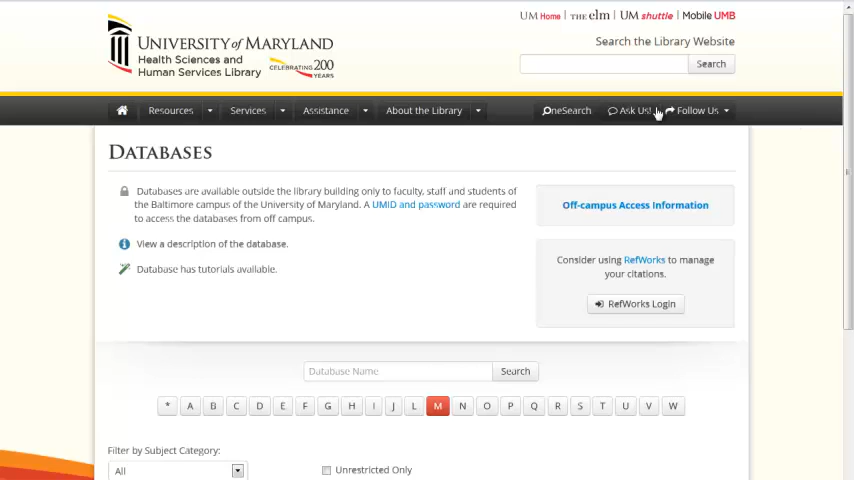 UM Home | THE elm | UM shuttle | Mobile UMB
UNIVERSITY of MARYLAND
Health Sciences and
Human Services Library
CELEBRATING 200
YEARS
Search the Library Website
Search
Resources Services Assistance About the Library OneSearch Ask Us! Follow Us
DATABASES
Databases are available outside the library building only to faculty, staff and students of
the Baltimore campus of the University of Maryland. A UMID and password are required
to access the databases from off campus.
View a description of the database.
Database has tutorials available.
Off-campus Access Information
Consider using RefWorks to manage
your citations.
RefWorks Login
Database Name Search
* A B C D E F G H I J L M N O P Q R S T U V W
Filter by Subject Category:
All Unrestricted Only